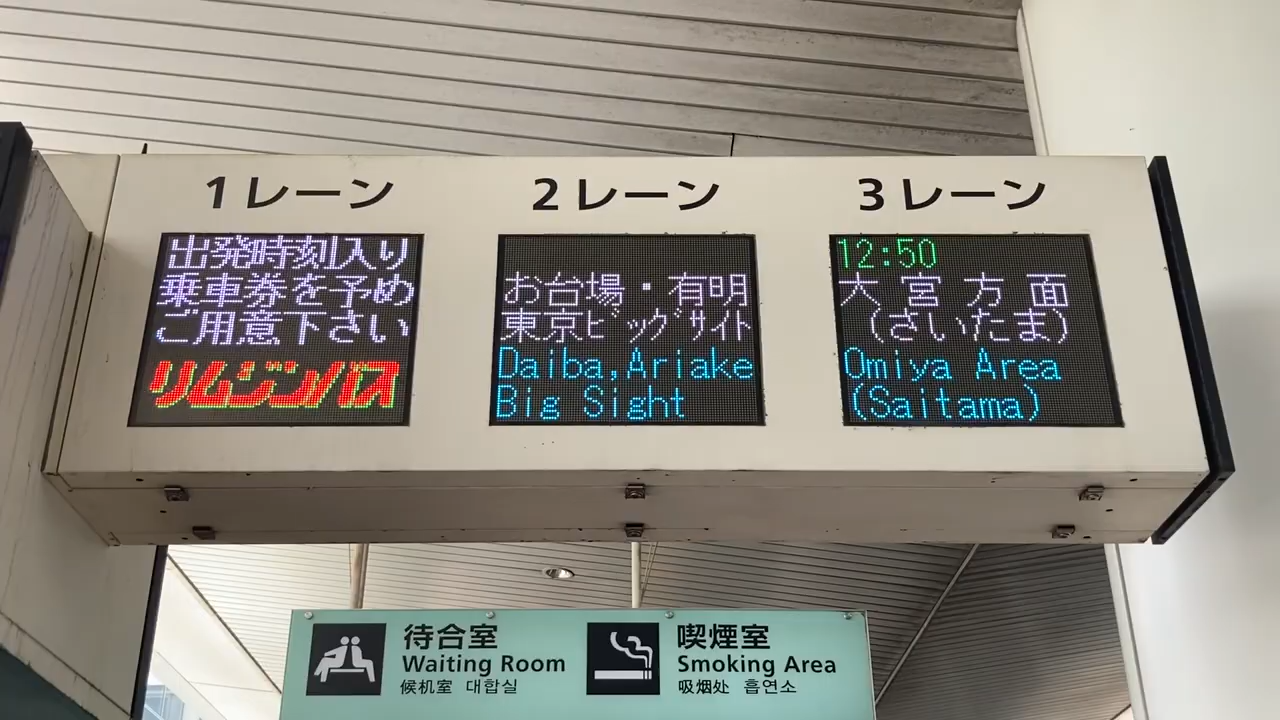 1レーン
出発時刻入り
乗車券を予め
ご用意下さい
リムジンバス
2レーン
お台場・有明
東京ビッグサイト
Daiba,Ariake
Big Sight
3レーン
12:50
大宮方面
(さいたま)
Omiya Area
(Saitama)
待合室
Waiting Room
候机室 대합실
喫煙室
Smoking Area
吸烟处 흡연소